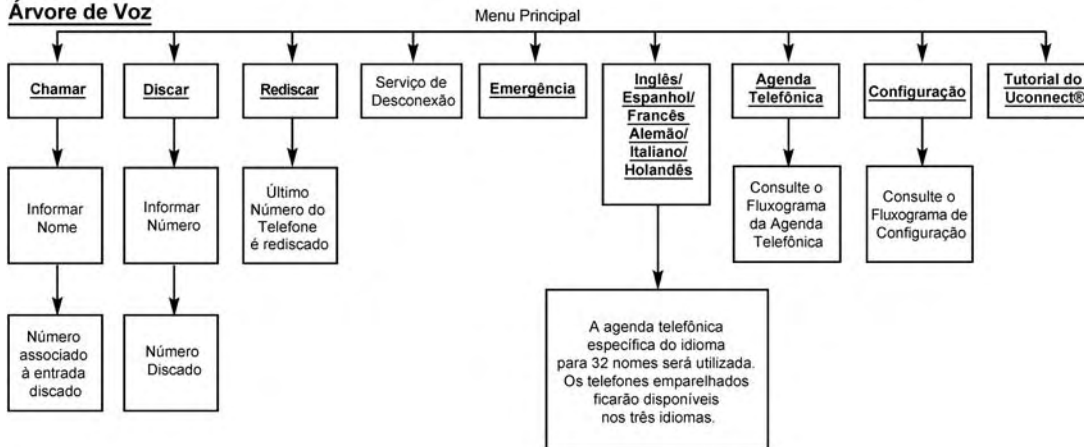 Árvore de Voz
Menu Principal
Chamar
Discar
Rediscar
Serviço de
Desconexão
Emergência
Inglês/
Espanhol/
Francês
Alemão/
Italiano/
Holandês
Agenda
Telefônica
Configuração
Tutorial do
Uconnect®
Informar
Nome
Informar
Número
Último
Número do
Telefone
é rediscado
Consulte o
Fluxograma
da Agenda
Telefônica
Consulte o
Fluxograma de
Configuração
Número
associado
à entrada
discado
Número
Discado
A agenda telefônica
específica do idioma
para 32 nomes será utilizada.
Os telefones emparelhados
ficarão disponíveis
nos três idiomas.